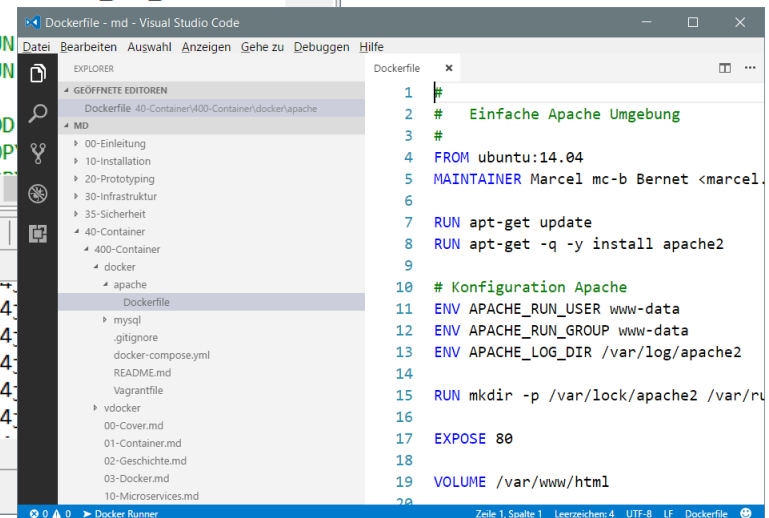 Dockerfile - md - Visual Studio Code
Datei Bearbeiten Auswahl Anzeigen Gehe zu Debuggen Hilfe
EXPLORER
GEÖFFNETE EDITOREN
Dockerfile 40-Container\400-Container\docker\apache
MD
00-Einleitung
10-Installation
20-Prototyping
30-Infrastruktur
35-Sicherheit
40-Container
400-Container
docker
apache
Dockerfile
mysql
.gitignore
docker-compose.yml
README.md
Vagrantfile
vdocker
00-Cover.md
01-Container.md
02-Geschichte.md
03-Docker.md
10-Microservices.md
Dockerfile
1 #
2 # Einfache Apache Umgebung
3 #
4 FROM ubuntu:14.04
5 MAINTAINER Marcel mc-b Bernet <marcel.
6
7 RUN apt-get update
8 RUN apt-get -q -y install apache2
9
10 # Konfiguration Apache
11 ENV APACHE_RUN_USER www-data
12 ENV APACHE_RUN_GROUP www-data
13 ENV APACHE_LOG_DIR /var/log/apache2
14
15 RUN mkdir -p /var/lock/apache2 /var/ru
16
17 EXPOSE 80
18
19 VOLUME /var/www/html
20
0 0 Docker Runner
Zeile 1, Spalte 1 Leerzeichen: 4 UTF-8 LF Dockerfile